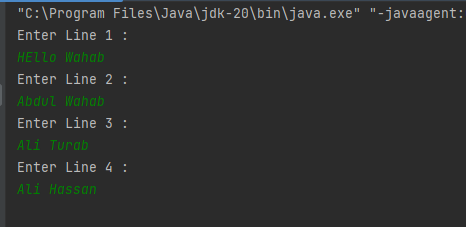 "C:\Program Files\Java\jdk-20\bin\java.exe" "-javaagent:
Enter Line 1 :
HEllo Wahab
Enter Line 2 :
Abdul Wahab
Enter Line 3 :
Ali Turab
Enter Line 4 :
Ali Hassan